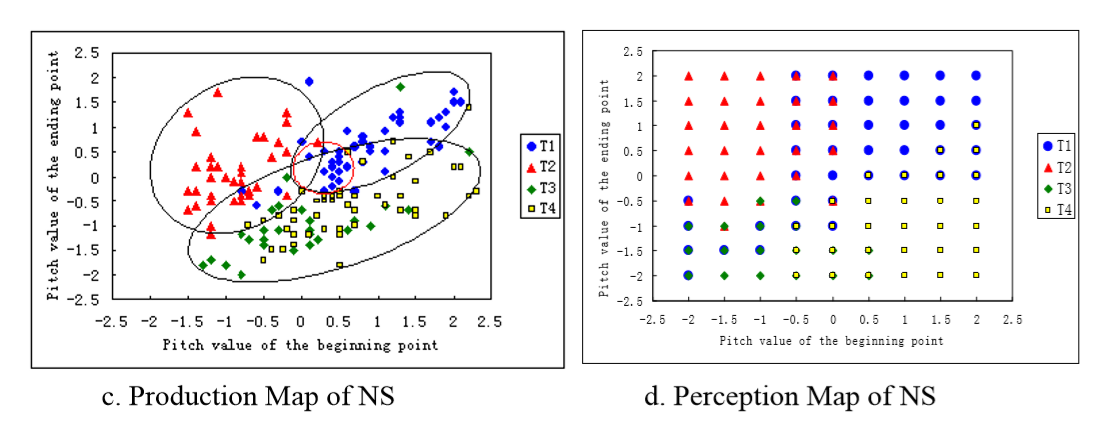 Pitch value of the ending point
2.5
2
1.5
1
0.5
0
-0.5
-1
-1.5
-2
-2.5
-2.5 -2 -1.5 -1 -0.5 0 0.5 1 1.5 2 2.5
Pitch value of the beginning point
T1
T2
T3
T4
c. Production Map of NS
Pitch value of the ending point
2.5
2
1.5
1
0.5
0
-0.5
-1
-1.5
-2
-2.5
-2.5 -2 -1.5 -1 -0.5 0 0.5 1 1.5 2 2.5
Pitch value of the beginning point
T1
T2
T3
T4
d. Perception Map of NS